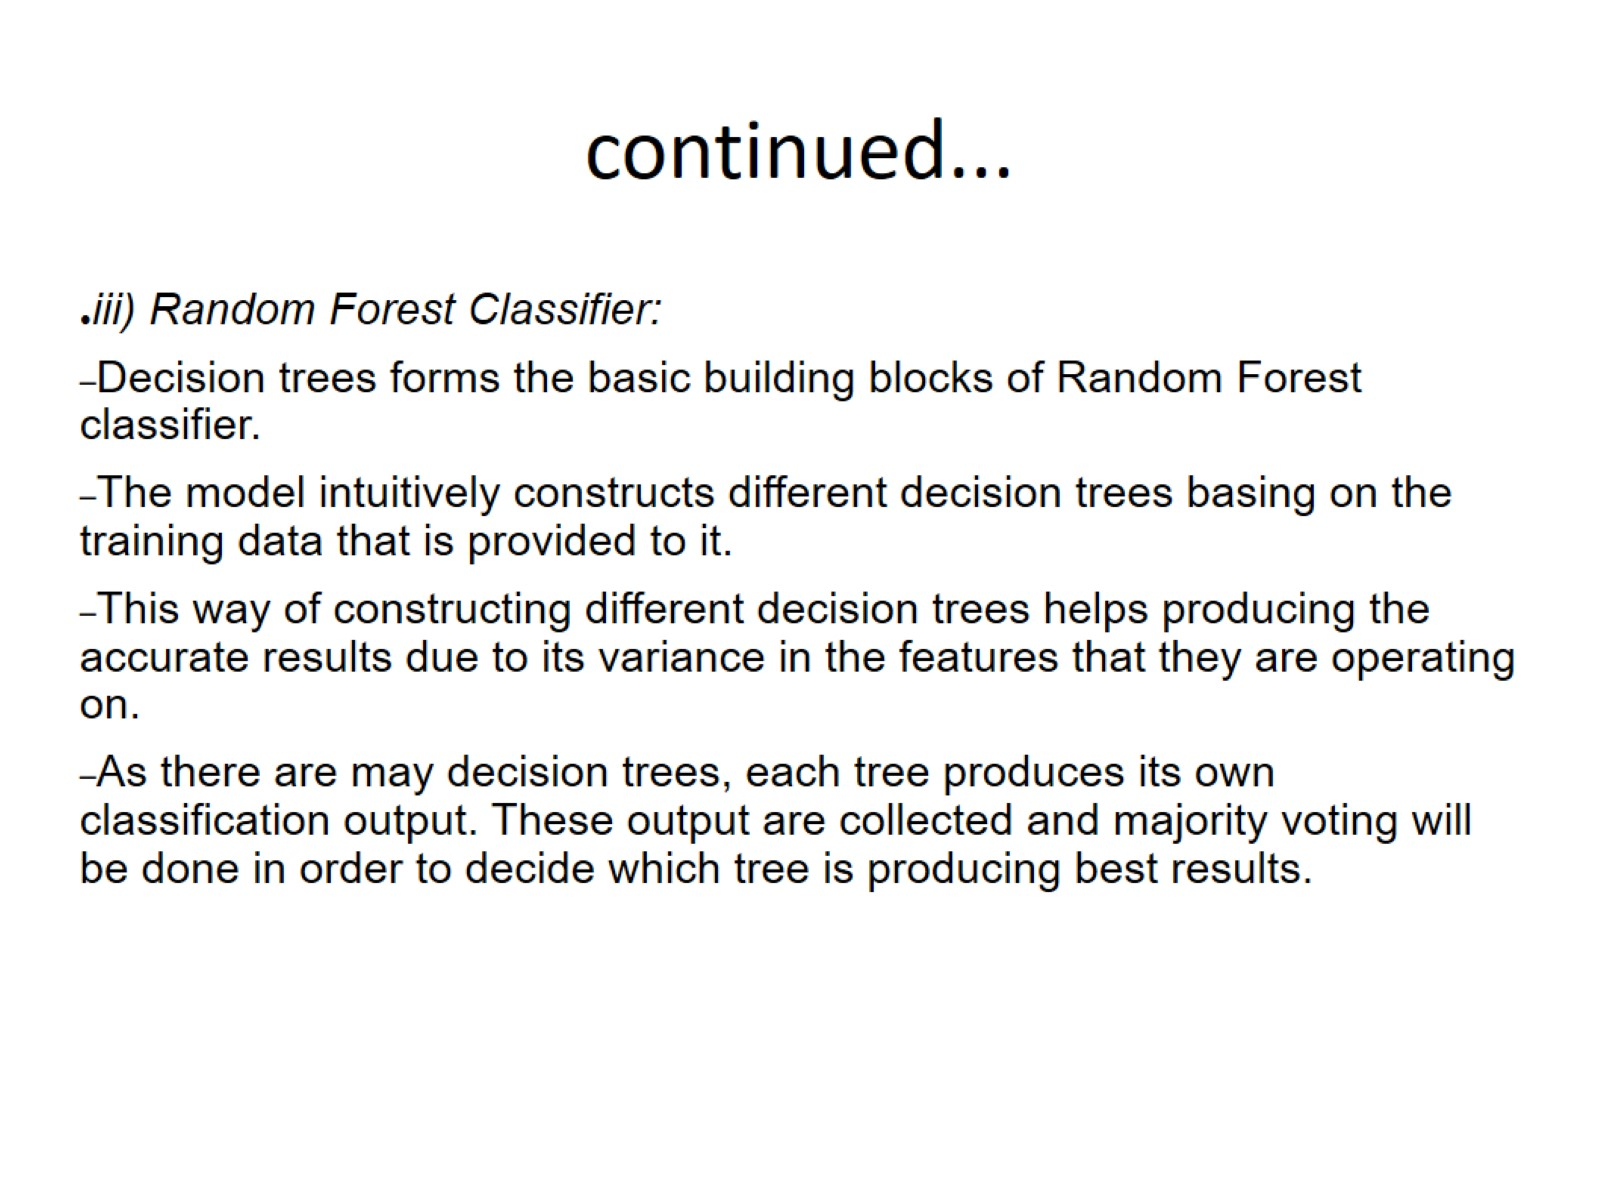 continued...
•iii) Random Forest Classifier:
–Decision trees forms the basic building blocks of Random Forest
classifier.
–The model intuitively constructs different decision trees basing on the
training data that is provided to it.
–This way of constructing different decision trees helps producing the
accurate results due to its variance in the features that they are operating
on.
–As there are may decision trees, each tree produces its own
classification output. These output are collected and majority voting will
be done in order to decide which tree is producing best results.